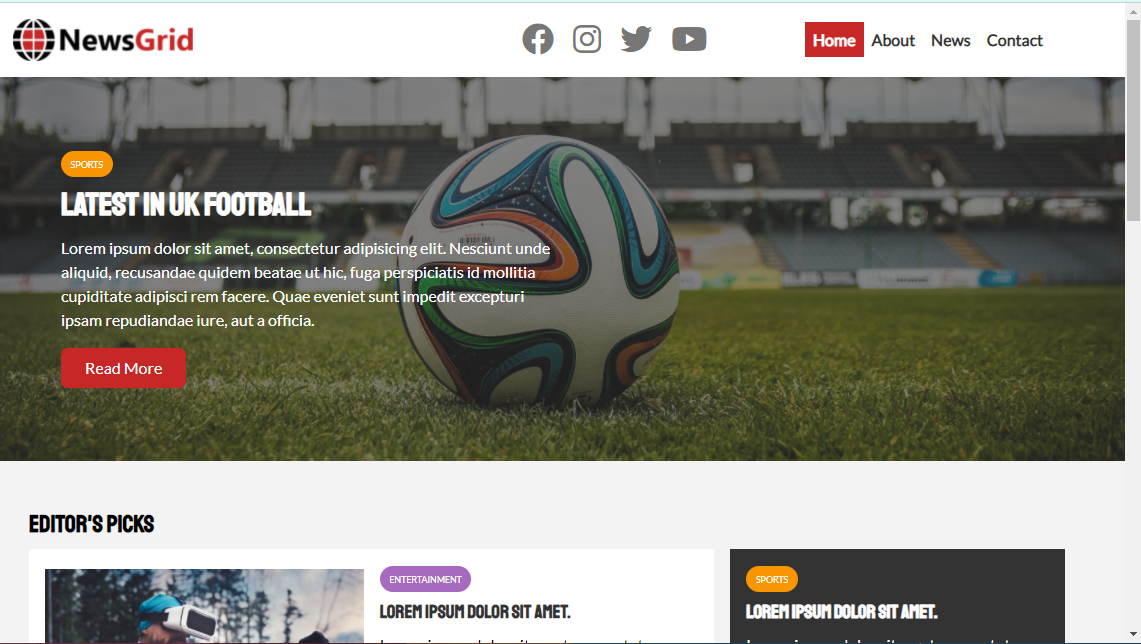 NewsGrid
Home About News Contact
SPORTS
LATEST IN UK FOOTBALL
Lorem ipsum dolor sit amet, consectetur adipisicing elit. Nesciunt unde
aliquid, recusandae quidem beatae ut hic, fuga perspiciatis id mollitia
cupiditate adipisci rem facere. Quae eveniet sunt impedit excepturi
ipsam repudiandae iure, aut a officia.
Read More
EDITOR'S PICKS
ENTERTAINMENT
LOREM IPSUM DOLOR SIT AMET.
SPORTS
LOREM IPSUM DOLOR SIT AMET.